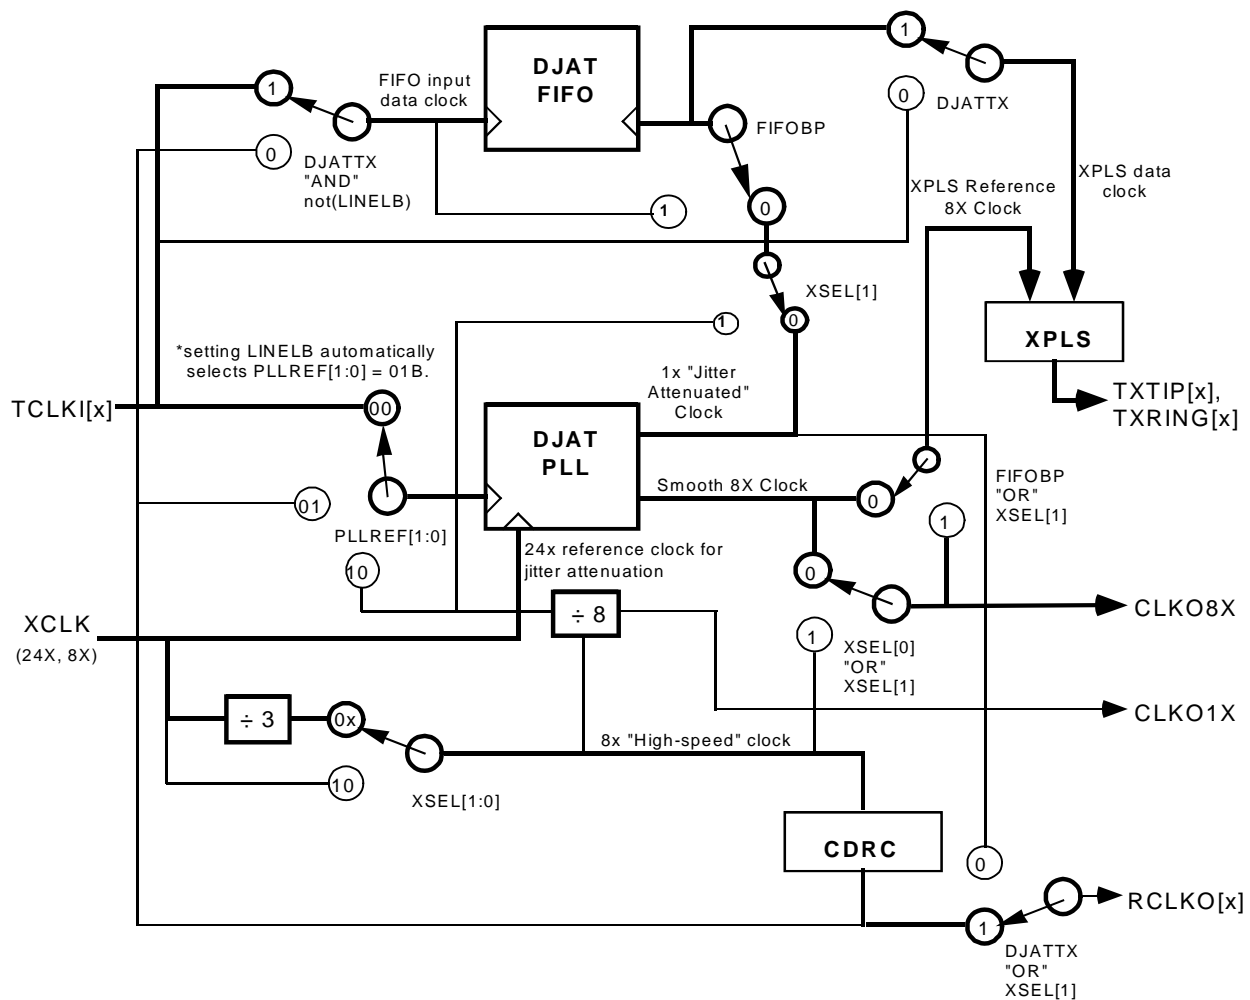 1
DJAT
FIFO
FIFO input
data clock
1
0
DJATTX
FIFOBP
0
DJATTX
"AND"
not(LINELB)
1
0
XPLS Reference
8X Clock
XPLS data
clock
XSEL[1]
1
0
XPLS
*setting LINELB automatically
selects PLLREF[1:0] = 01B.
1x "Jitter
Attenuated"
Clock
TCLKI[x]
00
TXTIP[x],
TXRING[x]
DJAT
PLL
Smooth 8X Clock
0
FIFOBP
"OR"
XSEL[1]
01
1
PLLREF[1:0]
24x reference clock for
jitter attenuation
10
0
÷ 8
CLKO8X
XCLK
(24X, 8X)
1
XSEL[0]
"OR"
XSEL[1]
÷ 3
0x
8x "High-speed" clock
CLKO1X
10
XSEL[1:0]
CDRC
0
RCLKO[x]
1
DJATTX
"OR"
XSEL[1]